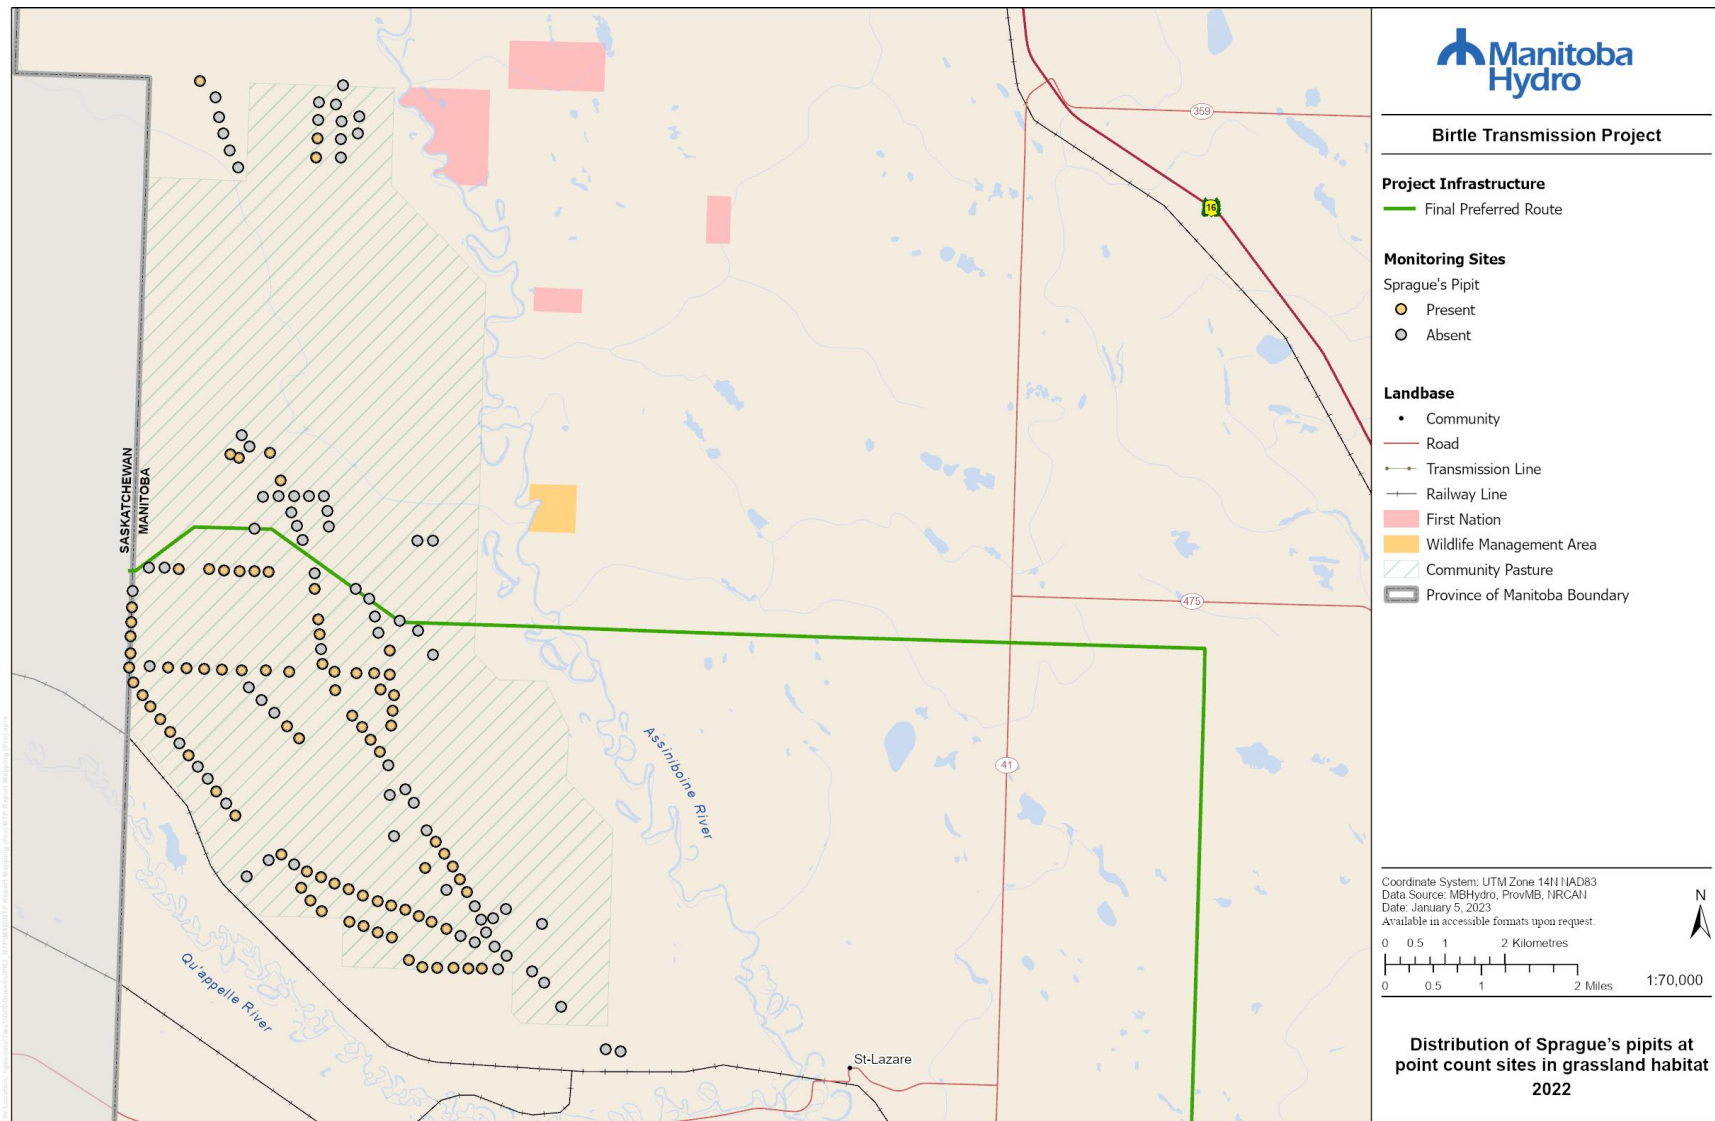 Manitoba
Hydro
Birtle Transmission Project
Project Infrastructure
Final Preferred Route
Monitoring Sites
Sprague's Pipit
Present
Absent
Landbase
Community
Road
Transmission Line
Railway Line
First Nation
Wildlife Management Area
Community Pasture
Province of Manitoba Boundary
Coordinate System: UTM Zone 14N NAD83
Data Source: MBHydro, ProvMB, NRCAN
Date: January 5, 2023
Available in accessible formats upon request.
N
0 0.5 1 2 Kilometres
0 0.5 1 2 Miles
1:70,000
Distribution of Sprague's pipits at
point count sites in grassland habitat
2022
359
16
SASKATCHEWAN
MANITOBA
475
41
Assiniboine River
Qu'appelle River
St-Lazare